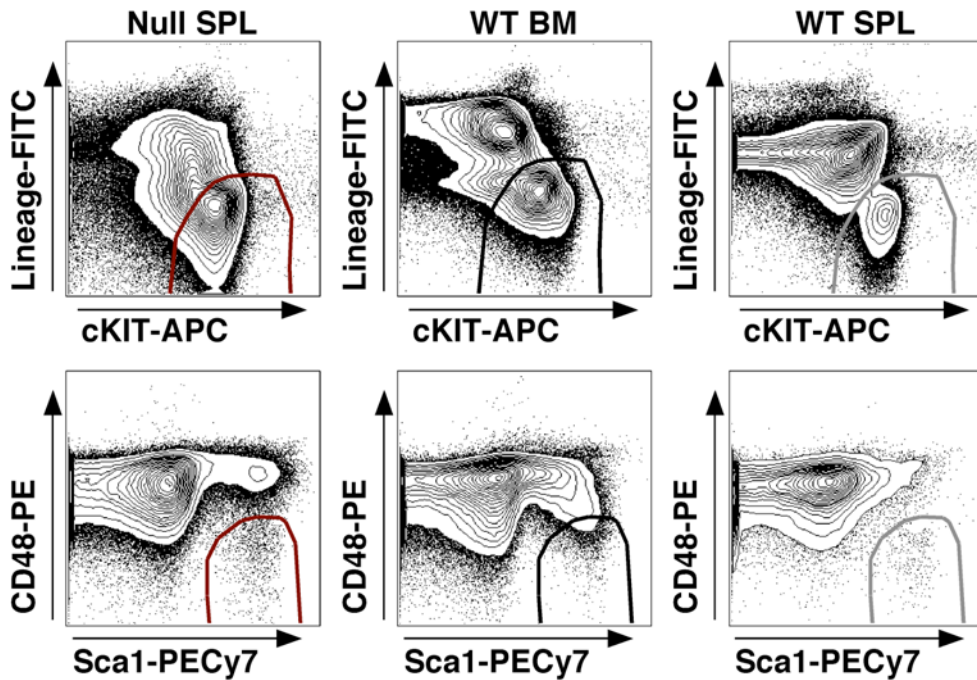 Null SPL
WT BM
WT SPL
Lineage-FITC
Lineage-FITC
Lineage-FITC
cKIT-APC
cKIT-APC
cKIT-APC
CD48-PE
CD48-PE
CD48-PE
Sca1-PECy7
Sca1-PECy7
Sca1-PECy7